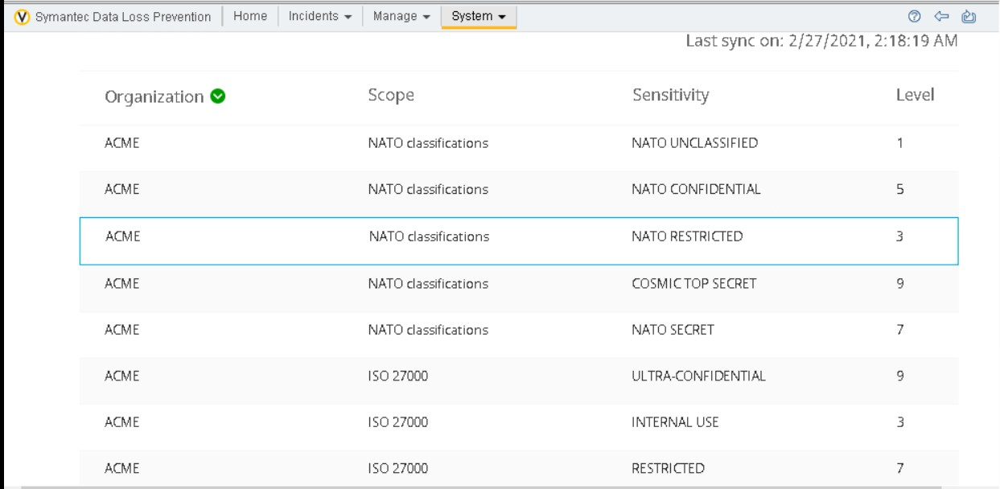 Symantec Data Loss Prevention Home Incidents Manage System
Last sync on: 2/27/2021, 2:18:19 AM
Organization Scope Sensitivity Level
ACME NATO classifications NATO UNCLASSIFIED 1
ACME NATO classifications NATO CONFIDENTIAL 5
ACME NATO classifications NATO RESTRICTED 3
ACME NATO classifications COSMIC TOP SECRET 9
ACME NATO classifications NATO SECRET 7
ACME ISO 27000 ULTRA-CONFIDENTIAL 9
ACME ISO 27000 INTERNAL USE 3
ACME ISO 27000 RESTRICTED 7